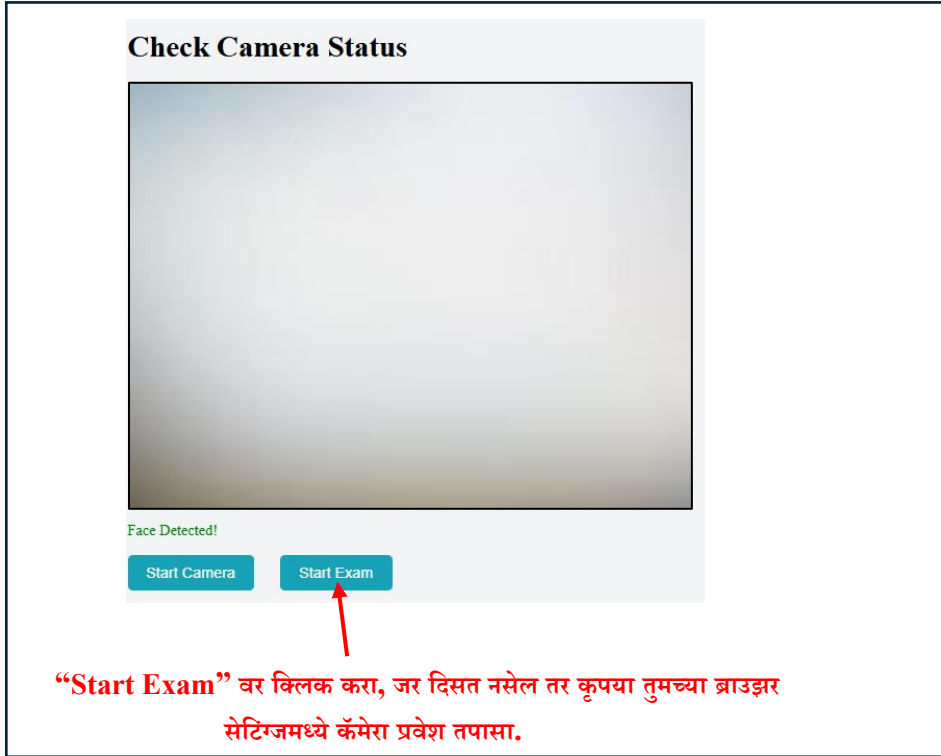 Check Camera Status
Face Detected!
Start Camera Start Exam
“Start Exam” वर क्लिक करा, जर दिसत नसेल तर कृपया तुमच्या ब्राउझर
सेटिंग्जमध्ये कॅमेरा प्रवेश तपासा.